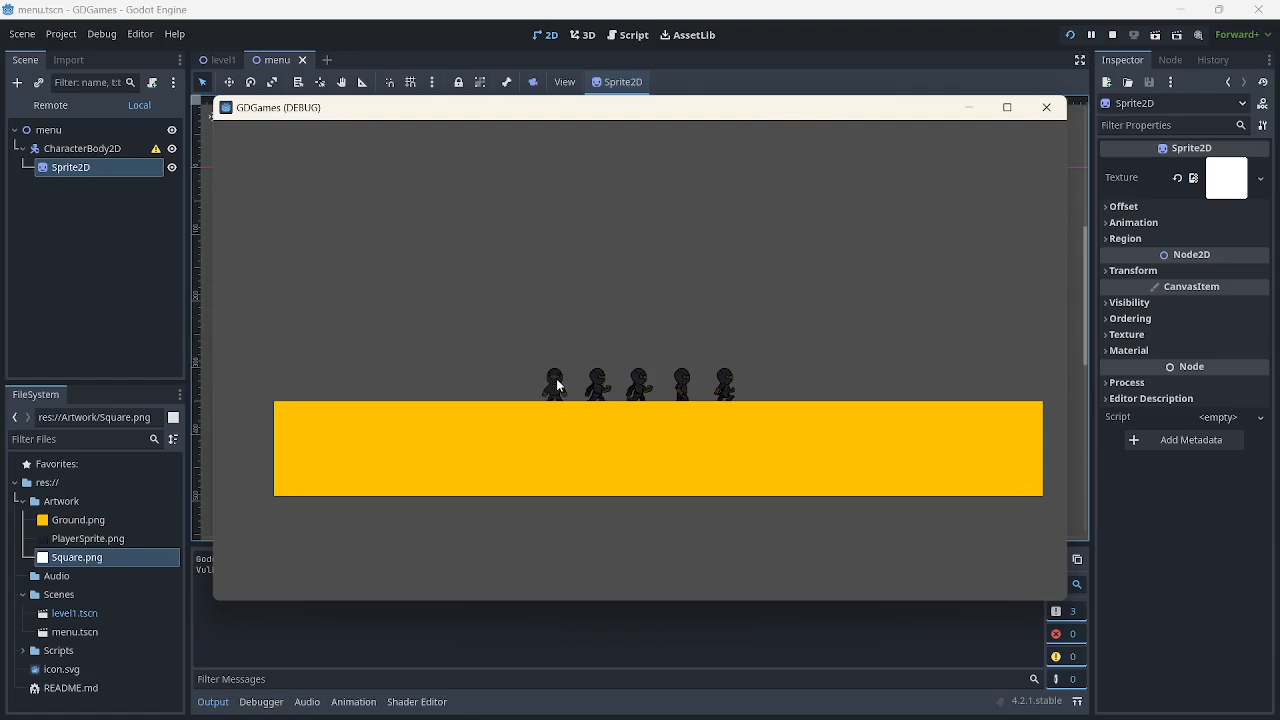 menu.tscn - GDGames - Godot Engine
Scene Project Debug Editor Help
2D 3D Script AssetLib
Forward+
Scene Import
level1 menu
Inspector Node History
Filter: name, t:t
View Sprite2D
Remote Local
GDGames (DEBUG)
Sprite2D
Filter Properties
menu
CharacterBody2D
Sprite2D
Sprite2D
Texture
Offset
Animation
Region
Node2D
Transform
CanvasItem
Visibility
Ordering
Texture
Material
Node
Process
Editor Description
Script <empty>
Add Metadata
FileSystem
res://Artwork/Square.png
Filter Files
Favorites:
res://
Artwork
Ground.png
PlayerSprite.png
Square.png
Audio
Scenes
level1.tscn
menu.tscn
Scripts
icon.svg
README.md
3
0
0
0
Filter Messages
Output Debugger Audio Animation Shader Editor
4.2.1.stable